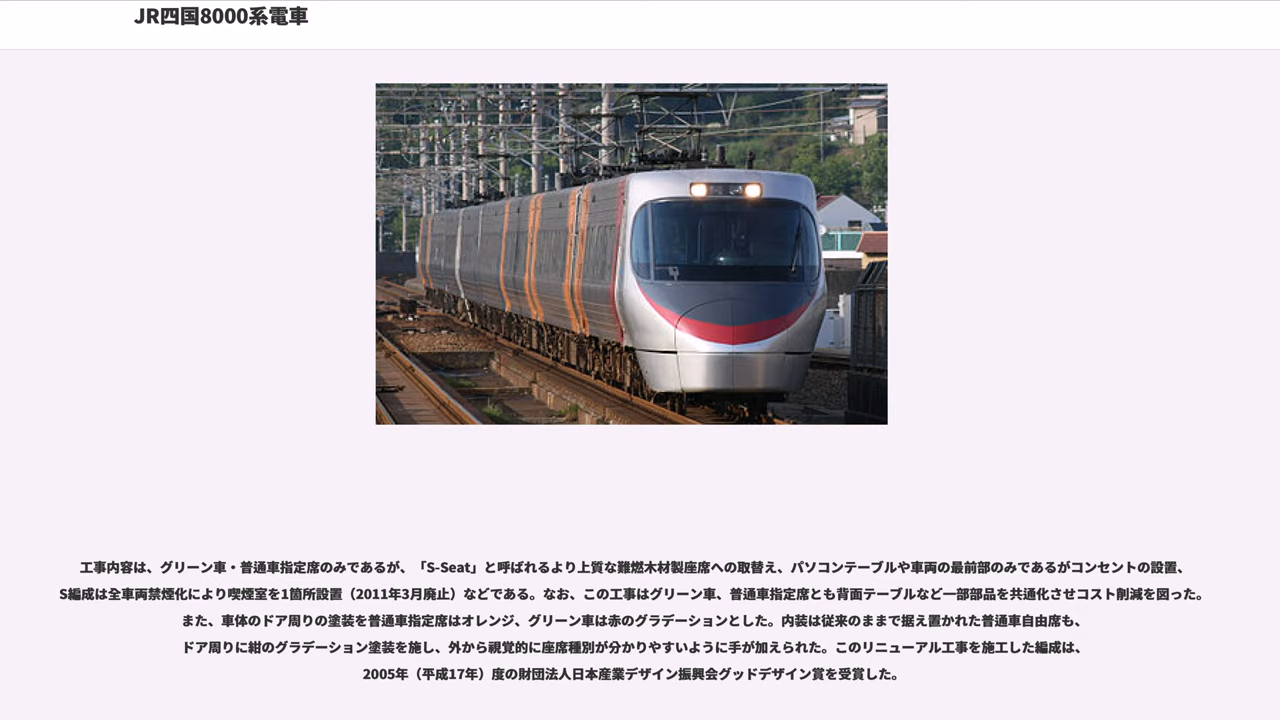 JR四国8000系電車
工事内容は、グリーン車・普通車指定席のみであるが、「S-Seat」と呼ばれるより上質な難燃木材製座席への取替え、パソコンテーブルや車両の最前部のみであるがコンセントの設置、
S編成は全車両禁煙化により喫煙室を1箇所設置（2011年3月廃止）などである。なお、この工事はグリーン車、普通車指定席とも背面テーブルなど一部部品を共通化させコスト削減を図った。
また、車体のドア周りの塗装を普通車指定席はオレンジ、グリーン車は赤のグラデーションとした。内装は従来のままで据え置かれた普通車自由席も、
ドア周りに紺のグラデーション塗装を施し、外から視覚的に座席種別が分かりやすいように手が加えられた。このリニューアル工事を施工した編成は、
2005年（平成17年）度の財団法人日本産業デザイン振興会グッドデザイン賞を受賞した。